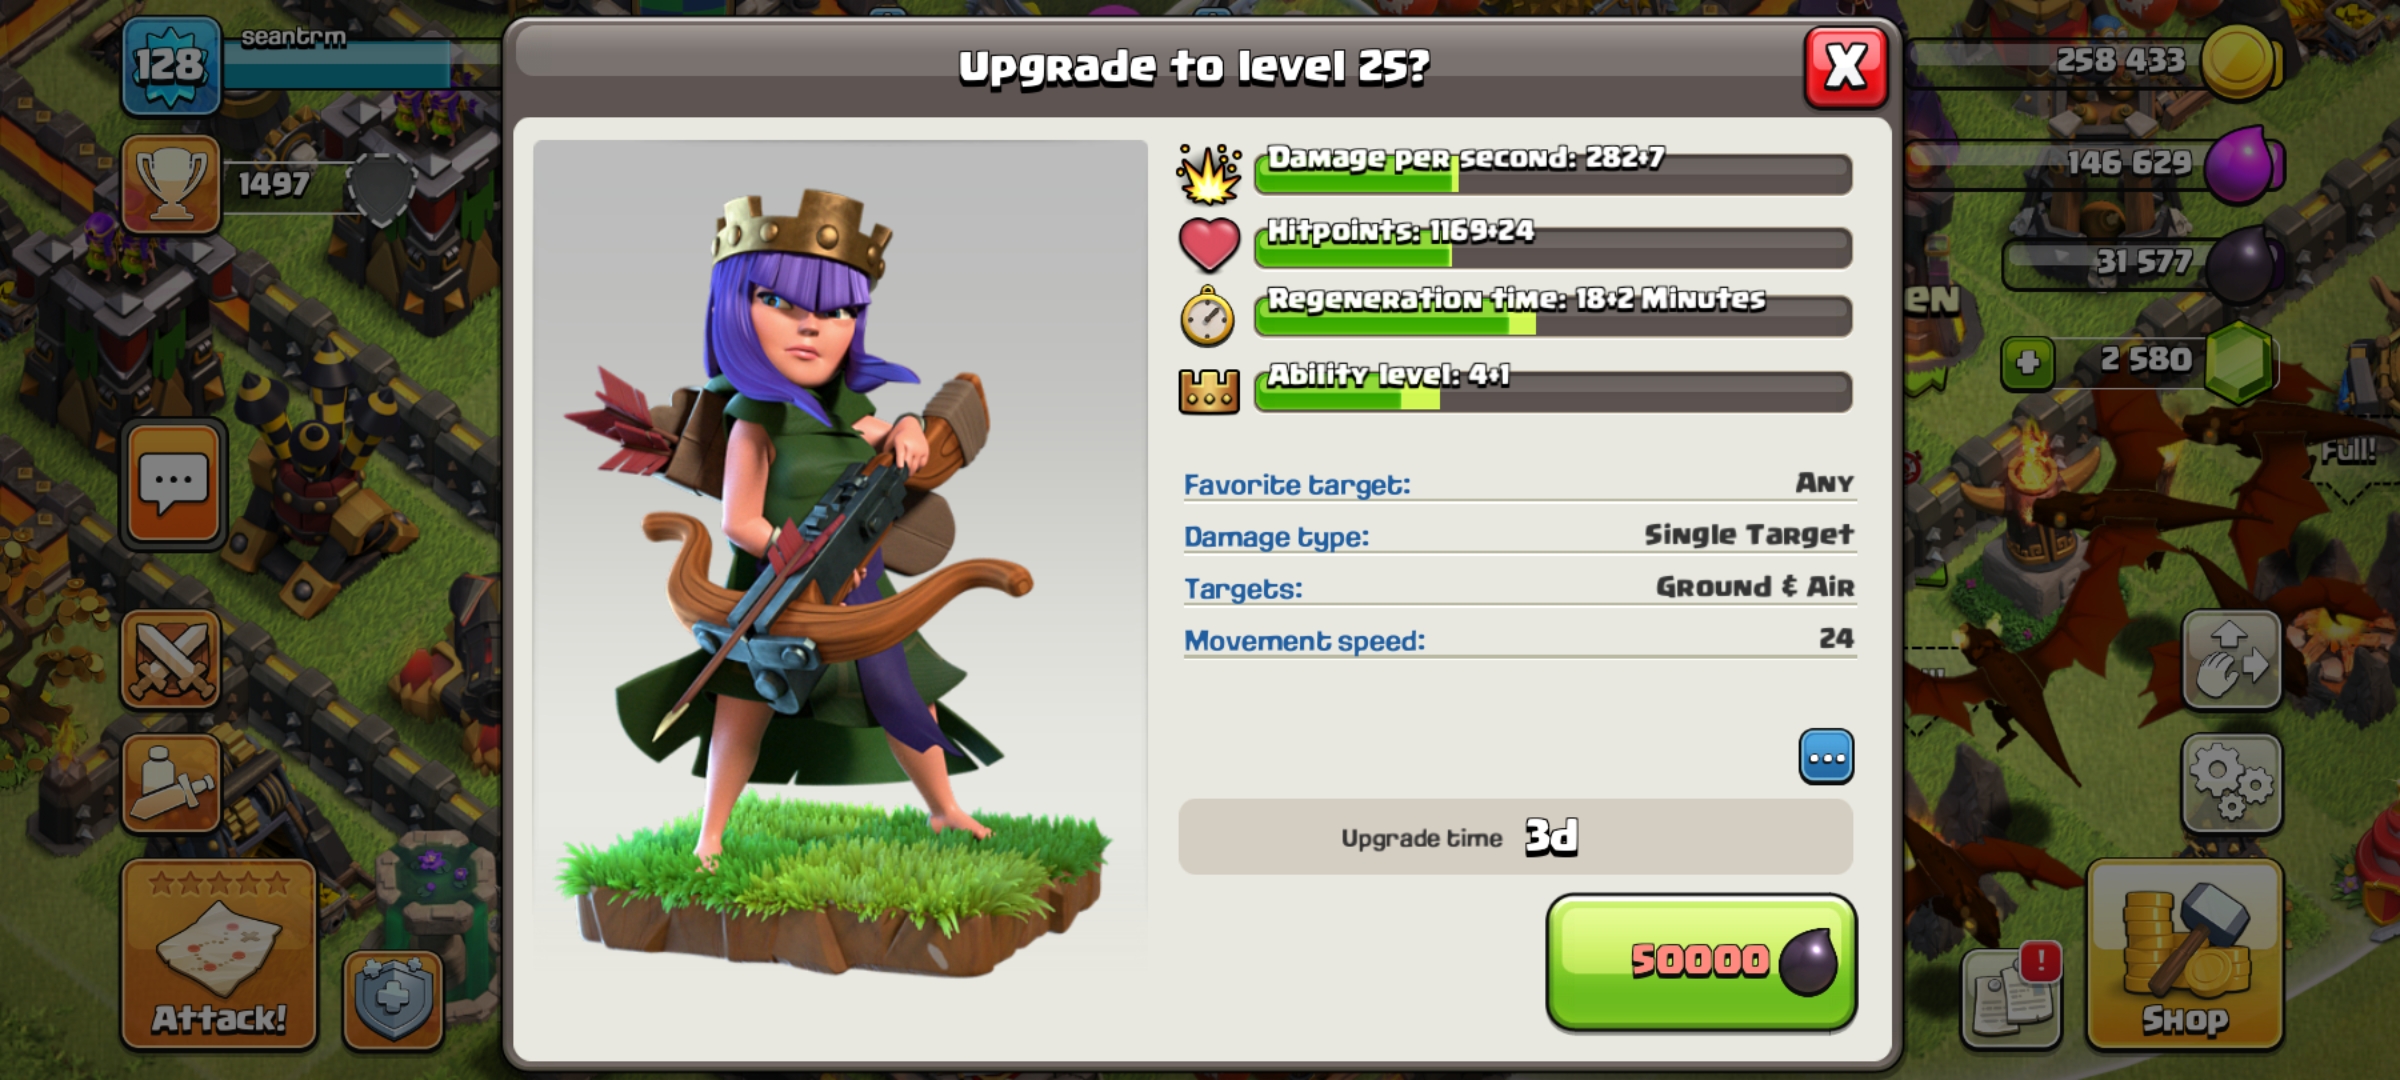 128
seantrm
1497
Attack!
Upgrade to level 25?
X
Damage per second: 282+7
Hitpoints: 1169+24
Regeneration time: 18+2 Minutes
Ability level: 4+1
Favorite target: Any
Damage type: Single Target
Targets: Ground & Air
Movement speed: 24
Upgrade time 3d
50000
258 433
146 629
31 577
2 580
Full!
!
Shop